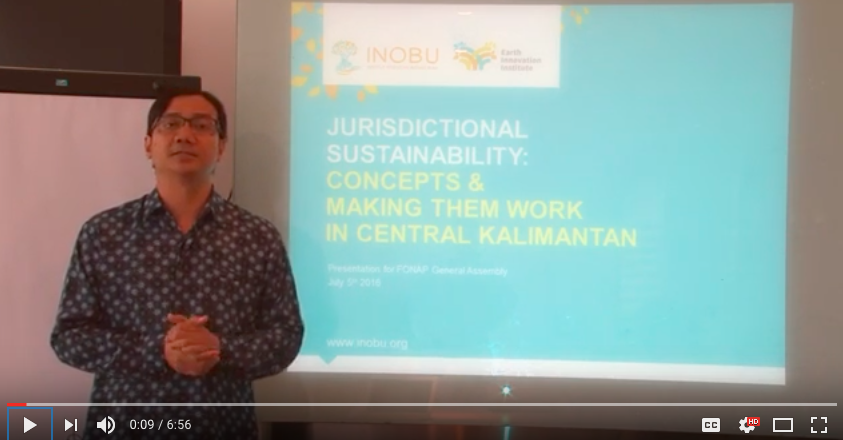 INOBU
Earth
Innovation
Institute
JURISDICTIONAL
SUSTAINABILITY:
CONCEPTS &
MAKING THEM WORK
IN CENTRAL KALIMANTAN
Presentation for FONAP General Assembly
July 5th 2016
www.inobu.org
0:09 / 6:56
CC
HD